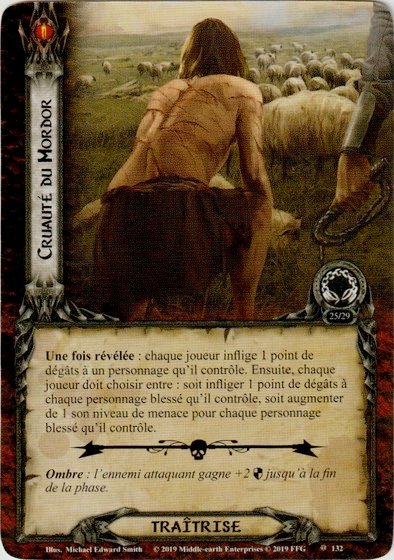 1
CRUAUTÉ DU MORDOR
25/29
Une fois révélée : chaque joueur inflige 1 point de
dégâts à un personnage qu'il contrôle. Ensuite, chaque
joueur doit choisir entre : soit infliger 1 point de dégâts à
chaque personnage blessé qu'il contrôle, soit augmenter
de 1 son niveau de menace pour chaque personnage
blessé qu'il contrôle.
Ombre : l'ennemi attaquant gagne +2 jusqu'à la fin
de la phase.
TRAÎTRISE
Illus. Michael Edward Smith © 2019 Middle-earth Enterprises © 2019 FFG 132